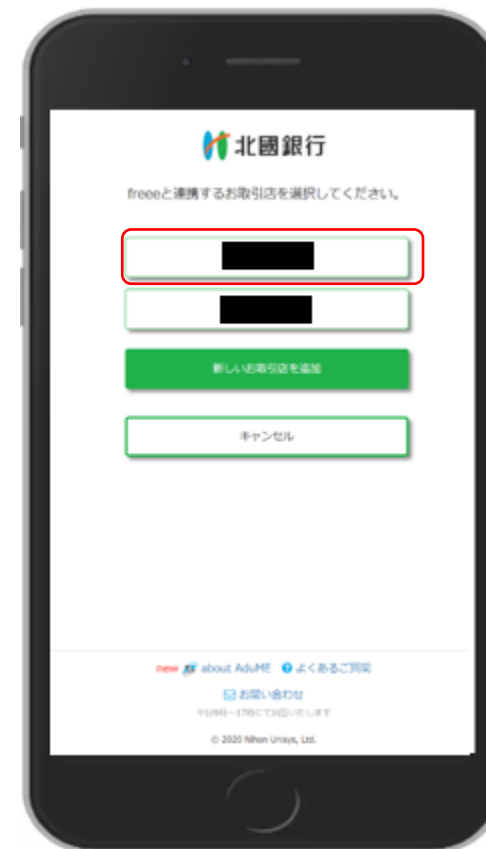 北國銀行
freeeと連携するお取引店を選択してください。
新しいお取引店を追加
キャンセル
new about AduME よくあるご質問
お問い合わせ
平日9時～17時にて回答いたします
© 2020 Nihon Unisys, Ltd.